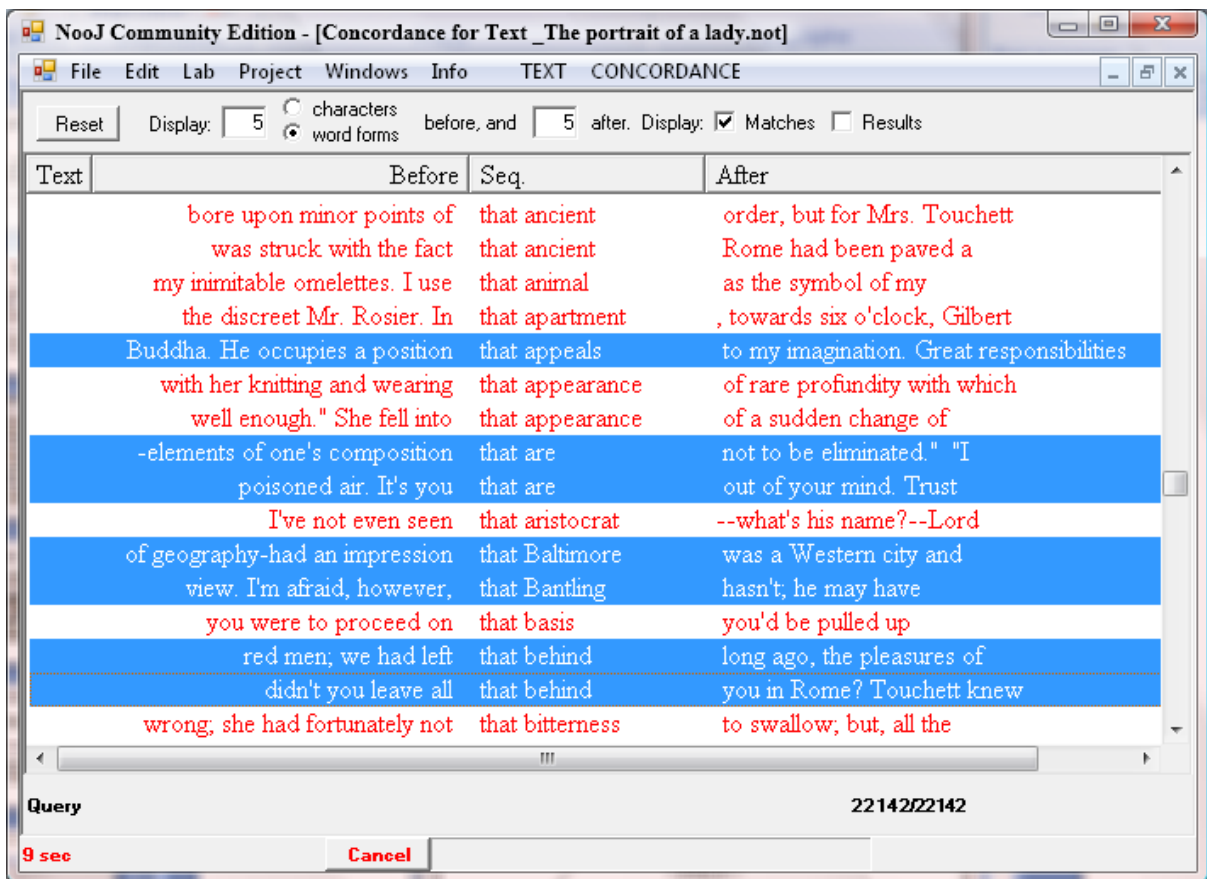 NooJ Community Edition - [Concordance for Text _The portrait of a lady.not]
File Edit Lab Project Windows Info TEXT CONCORDANCE
Reset Display: 5 characters word forms before, and 5 after. Display: Matches Results
Text Before Seq. After
bore upon minor points of that ancient order, but for Mrs. Touchett
was struck with the fact that ancient Rome had been paved a
my inimitable omelettes. I use that animal as the symbol of my
the discreet Mr. Rosier. In that apartment , towards six o'clock, Gilbert
Buddha. He occupies a position that appeals to my imagination. Great responsibilities
with her knitting and wearing that appearance of rare profundity with which
well enough." She fell into that appearance of a sudden change of
-elements of one's composition that are not to be eliminated." "I
poisoned air. It's you that are out of your mind. Trust
I've not even seen that aristocrat --what's his name?--Lord
of geography-had an impression that Baltimore was a Western city and
view. I'm afraid, however, that Bantling hasn't; he may have
you were to proceed on that basis you'd be pulled up
red men; we had left that behind long ago, the pleasures of
didn't you leave all that behind you in Rome? Touchett knew
wrong; she had fortunately not that bitterness to swallow; but, all the
Query 22142/22142
9 sec Cancel